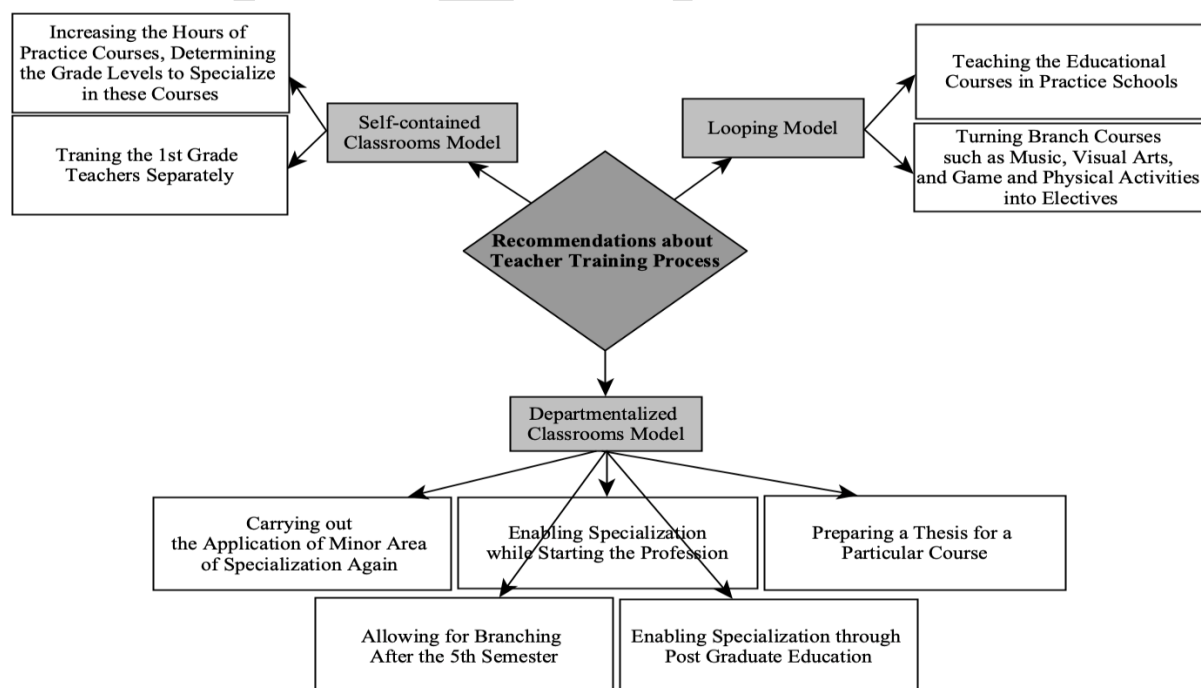 Increasing the Hours of
Practice Courses, Determining
the Grade Levels to Specialize
in these Courses
Traning the 1st Grade
Teachers Separately
Self-contained
Classrooms Model
Looping Model
Teaching the Educational
Courses in Practice Schools
Turning Branch Courses
such as Music, Visual Arts,
and Game and Physical Activities
into Electives
Recommendations about
Teacher Training Process
Departmentalized
Classrooms Model
Carrying out
the Application of Minor Area
of Specialization Again
Enabling Specialization
while Starting the Profession
Preparing a Thesis for a
Particular Course
Allowing for Branching
After the 5th Semester
Enabling Specialization through
Post Graduate Education